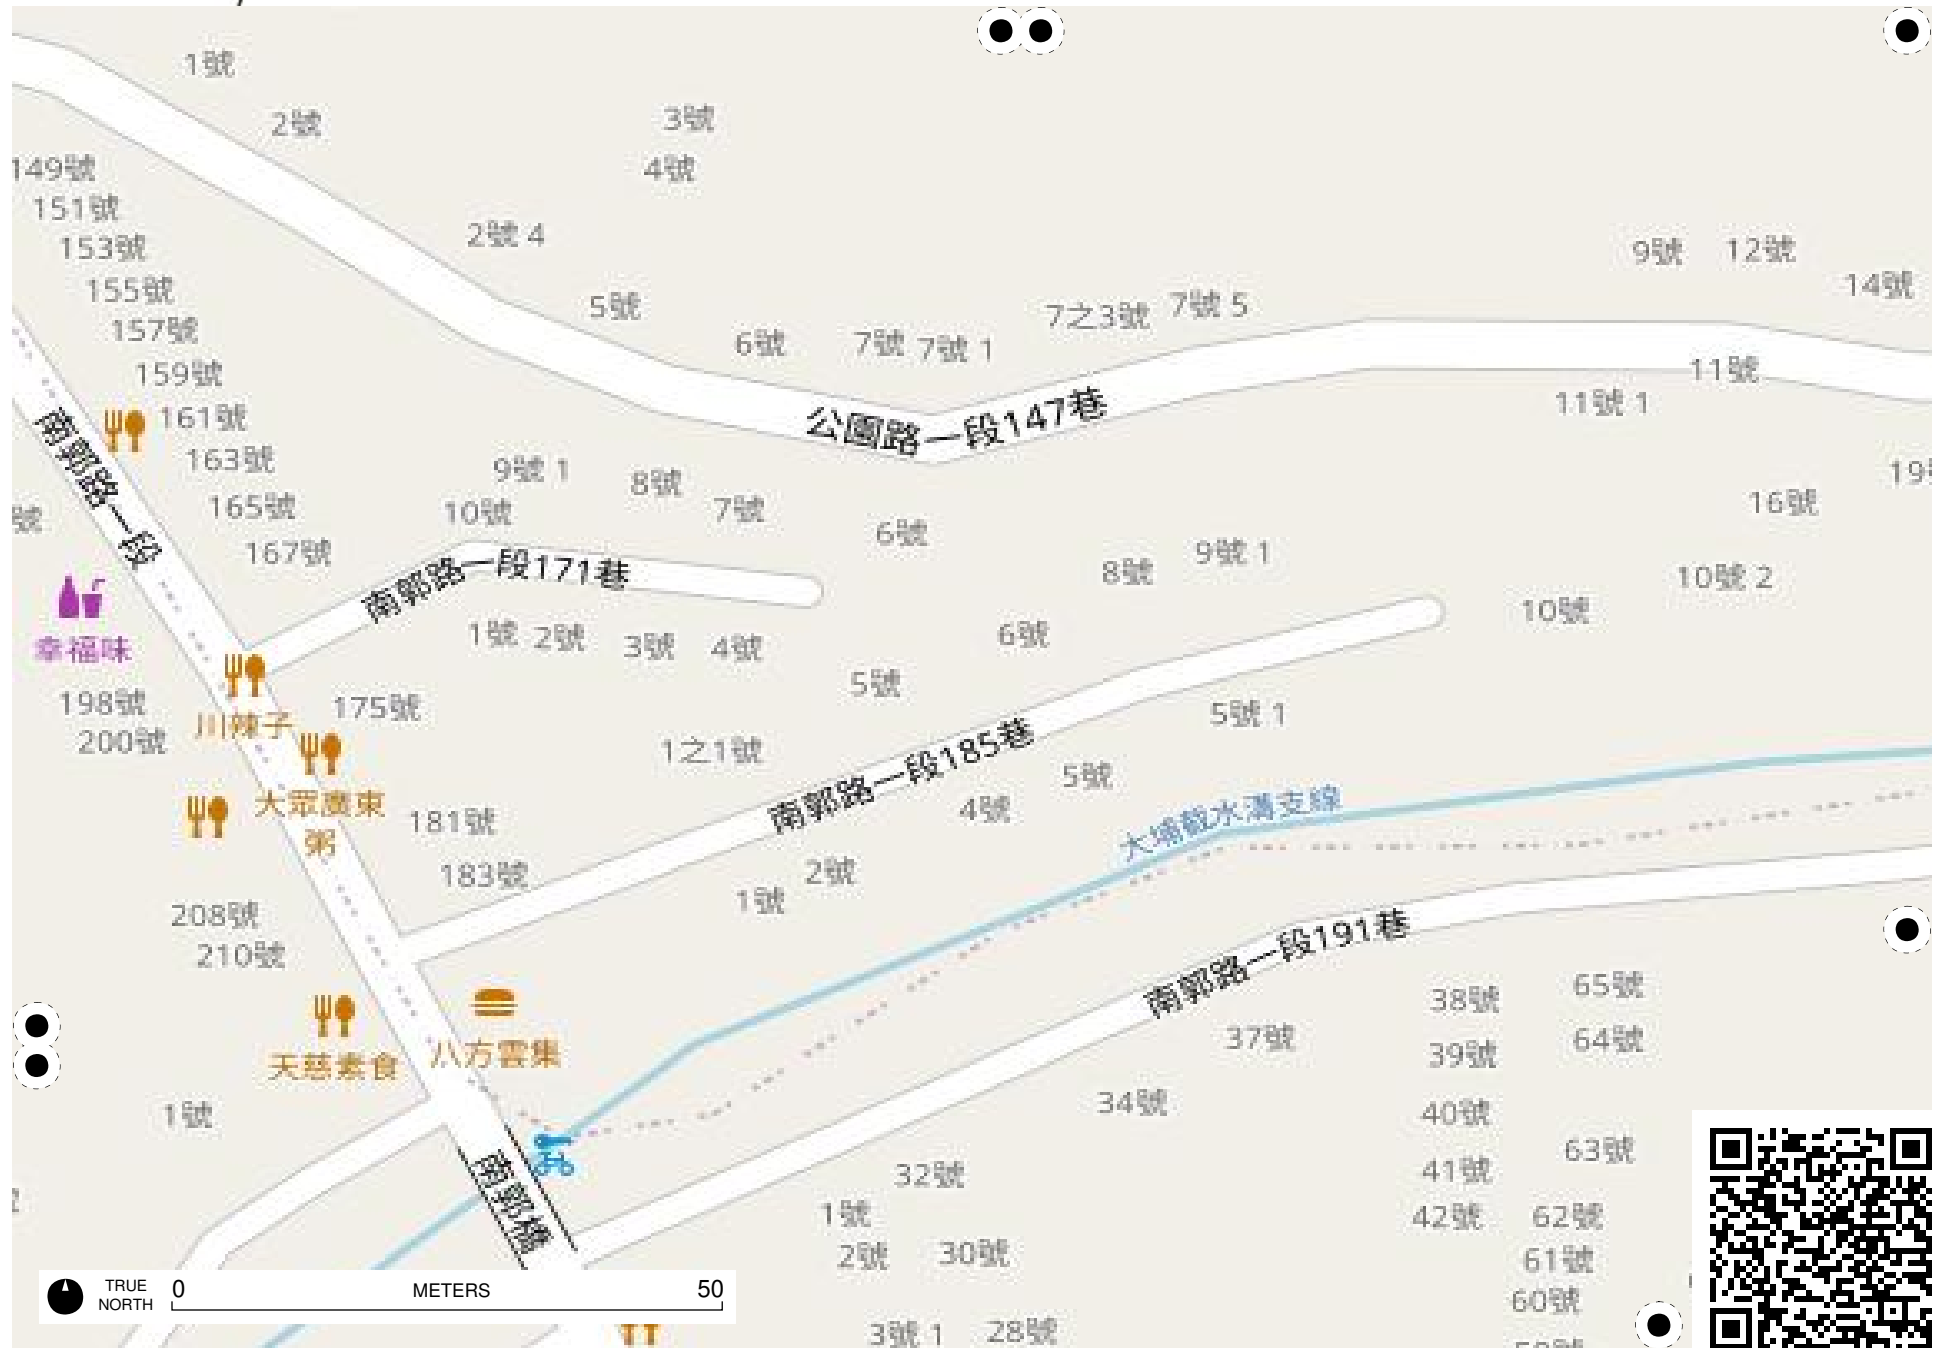 1號
2號
3號
4號
149號
151號
153號
155號
157號
159號
161號
163號
165號
167號
2號 4
5號
6號
7號
7號 1
7之3號
7號 5
9號
12號
14號
11號
11號 1
公園路一段147巷
南郭路一段
9號 1
8號
7號
10號
6號
16號
南郭路一段171巷
8號
9號 1
10號 2
10號
1號
2號
3號
4號
6號
5號
幸福味
198號
200號
川辣子
175號
大眾廣東
粥
1之1號
南郭路一段185巷
5號 1
5號
4號
181號
183號
2號
1號
大埔截水溝支線
208號
210號
南郭路一段191巷
天慈素食
八方雲集
38號
65號
37號
39號
64號
34號
40號
1號
63號
41號
32號
42號
62號
1號
2號
30號
61號
60號
南郭橋
3號 1
28號
TRUE
NORTH
0
METERS
50